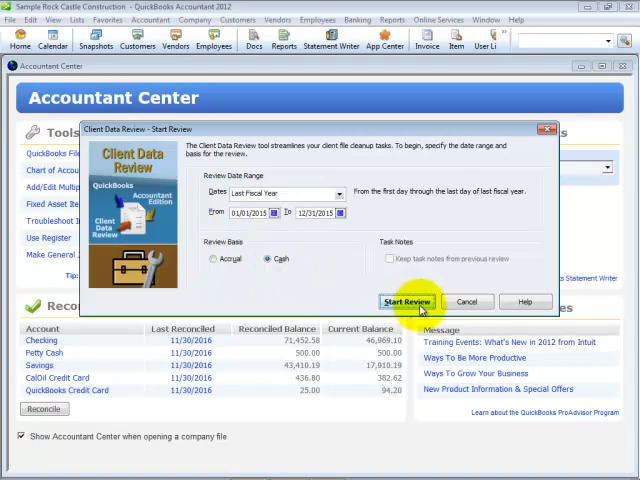 Sample Rock Castle Construction - QuickBooks Accountant 2012
File Edit View Lists Favorites Accountant Company Customers Vendors Employees Banking Reports Online Services Window Help
Home Calendar Snapshots Customers Vendors Employees Docs Reports Statement Writer App Center Invoice Item User Li
Accountant Center
Accountant Center
Tools
Client Data Review - Start Review
Client Data Review
QuickBooks
Accountant Edition
Client Data Review
The Client Data Review tool streamlines your client file cleanup tasks. To begin, specify the date range and
basis for the review.
Review Date Range
Dates Last Fiscal Year From the first day through the last day of last fiscal year.
From 01/01/2015 To 12/31/2015
Review Basis
Accrual Cash
Task Notes
Keep task notes from previous review
Start Review Cancel Help
QuickBooks File
Chart of Accou
Add/Edit Multip
Fixed Asset Ite
Troubleshoot I
Use Register
Make General
Tip:
ss Statement Writer
Recon
Account Last Reconciled Reconciled Balance Current Balance
Checking 11/30/2016 71,452.58 46,969.10
Petty Cash 11/30/2016 500.00 500.00
Savings 11/30/2016 43,410.19 17,910.19
CalOil Credit Card 11/30/2016 436.80 382.62
QuickBooks Credit Card 11/30/2016 25.00 94.20
Reconcile
Show Accountant Center when opening a company file
es
Message
Training Events: What's New in 2012 from Intuit
Ways To Be More Productive
Ways To Grow Your Business
New Product Information & Special Offers
Learn about the QuickBooks ProAdvisor Program